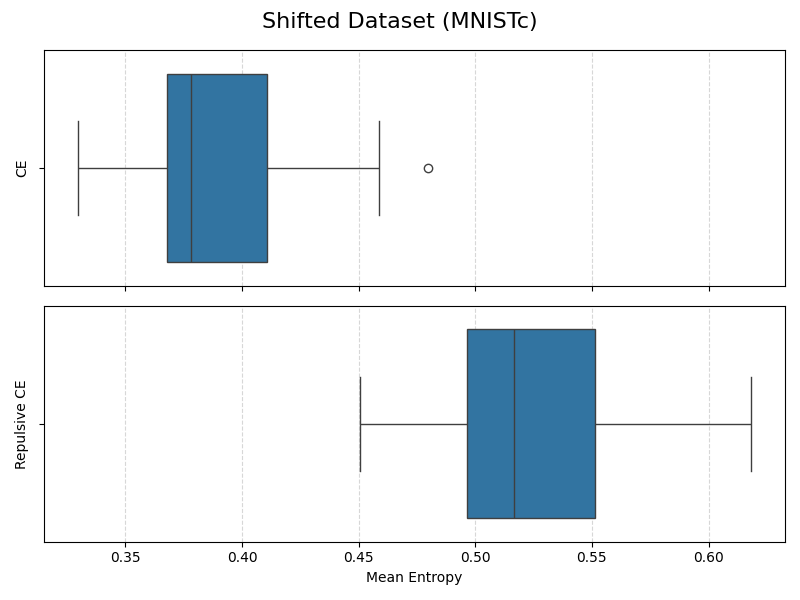 Shifted Dataset (MNISTc)
CE
Repulsive CE
0.35 0.40 0.45 0.50 0.55 0.60
Mean Entropy